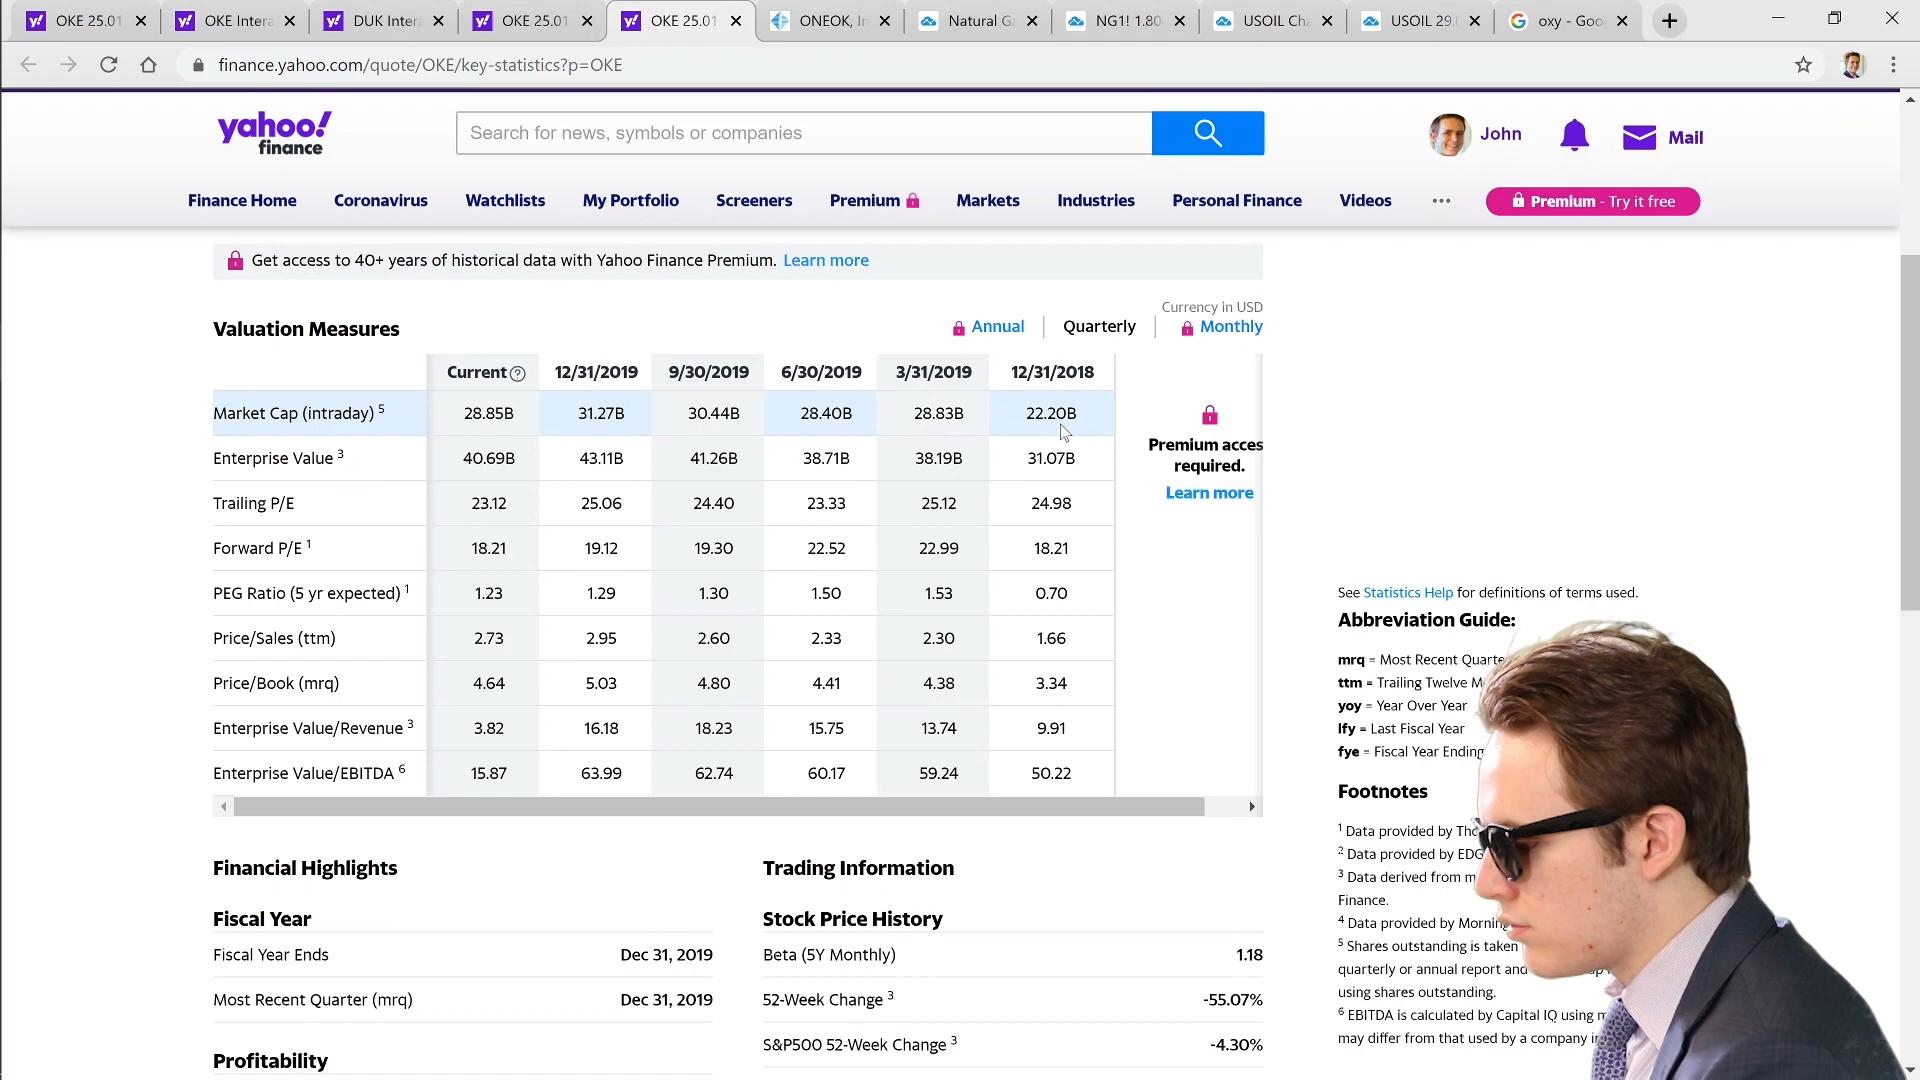 OKE 25.01
OKE Intera
DUK Intera
OKE 25.01
OKE 25.01
ONEOK, In
Natural Ga
NG1! 1.80
USOIL Cha
USOIL 29.0
oxy - Goo
finance.yahoo.com/quote/OKE/key-statistics?p=OKE
yahoo! finance
Search for news, symbols or companies
John
Mail
Finance Home
Coronavirus
Watchlists
My Portfolio
Screeners
Premium
Markets
Industries
Personal Finance
Videos
Premium - Try it free
Get access to 40+ years of historical data with Yahoo Finance Premium. Learn more
Currency in USD
Valuation Measures
Annual
Quarterly
Monthly
Current 12/31/2019 9/30/2019 6/30/2019 3/31/2019 12/31/2018
Market Cap (intraday) 5 28.85B 31.27B 30.44B 28.40B 28.83B 22.20B
Enterprise Value 3 40.69B 43.11B 41.26B 38.71B 38.19B 31.07B
Trailing P/E 23.12 25.06 24.40 23.33 25.12 24.98
Forward P/E 1 18.21 19.12 19.30 22.52 22.99 18.21
PEG Ratio (5 yr expected) 1 1.23 1.29 1.30 1.50 1.53 0.70
Price/Sales (ttm) 2.73 2.95 2.60 2.33 2.30 1.66
Price/Book (mrq) 4.64 5.03 4.80 4.41 4.38 3.34
Enterprise Value/Revenue 3 3.82 16.18 18.23 15.75 13.74 9.91
Enterprise Value/EBITDA 6 15.87 63.99 62.74 60.17 59.24 50.22
Premium acces
required.
Learn more
Financial Highlights
Fiscal Year
Fiscal Year Ends Dec 31, 2019
Most Recent Quarter (mrq) Dec 31, 2019
Profitability
Trading Information
Stock Price History
Beta (5Y Monthly) 1.18
52-Week Change 3 -55.07%
S&P500 52-Week Change 3 -4.30%
See Statistics Help for definitions of terms used.
Abbreviation Guide:
mrq = Most Recent Quarte
ttm = Trailing Twelve M
yoy = Year Over Year
lfy = Last Fiscal Year
fye = Fiscal Year Ending
Footnotes
1 Data provided by Tho
2 Data provided by EDG
3 Data derived from m
Finance.
4 Data provided by Morning
5 Shares outstanding is taken
quarterly or annual report and
using shares outstanding.
6 EBITDA is calculated by Capital IQ using m
may differ from that used by a company in